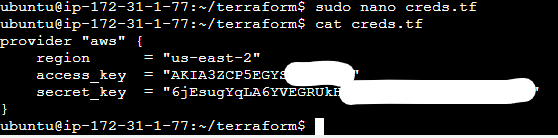 ubuntu@ip-172-31-1-77:~/terraform$ sudo nano creds.tf
ubuntu@ip-172-31-1-77:~/terraform$ cat creds.tf
provider "aws" {
region = "us-east-2"
access_key = "AKIA3ZCP5EGYS "
secret_key = "6jEsugYqLA6YVEGRUkH "
}
ubuntu@ip-172-31-1-77:~/terraform$